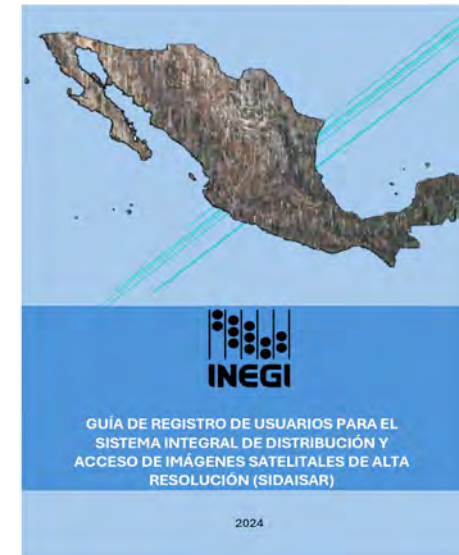 INEGI
GUÍA DE REGISTRO DE USUARIOS PARA EL
SISTEMA INTEGRAL DE DISTRIBUCIÓN Y
ACCESO DE IMÁGENES SATELITALES DE ALTA
RESOLUCIÓN (SIDAISAR)
2024